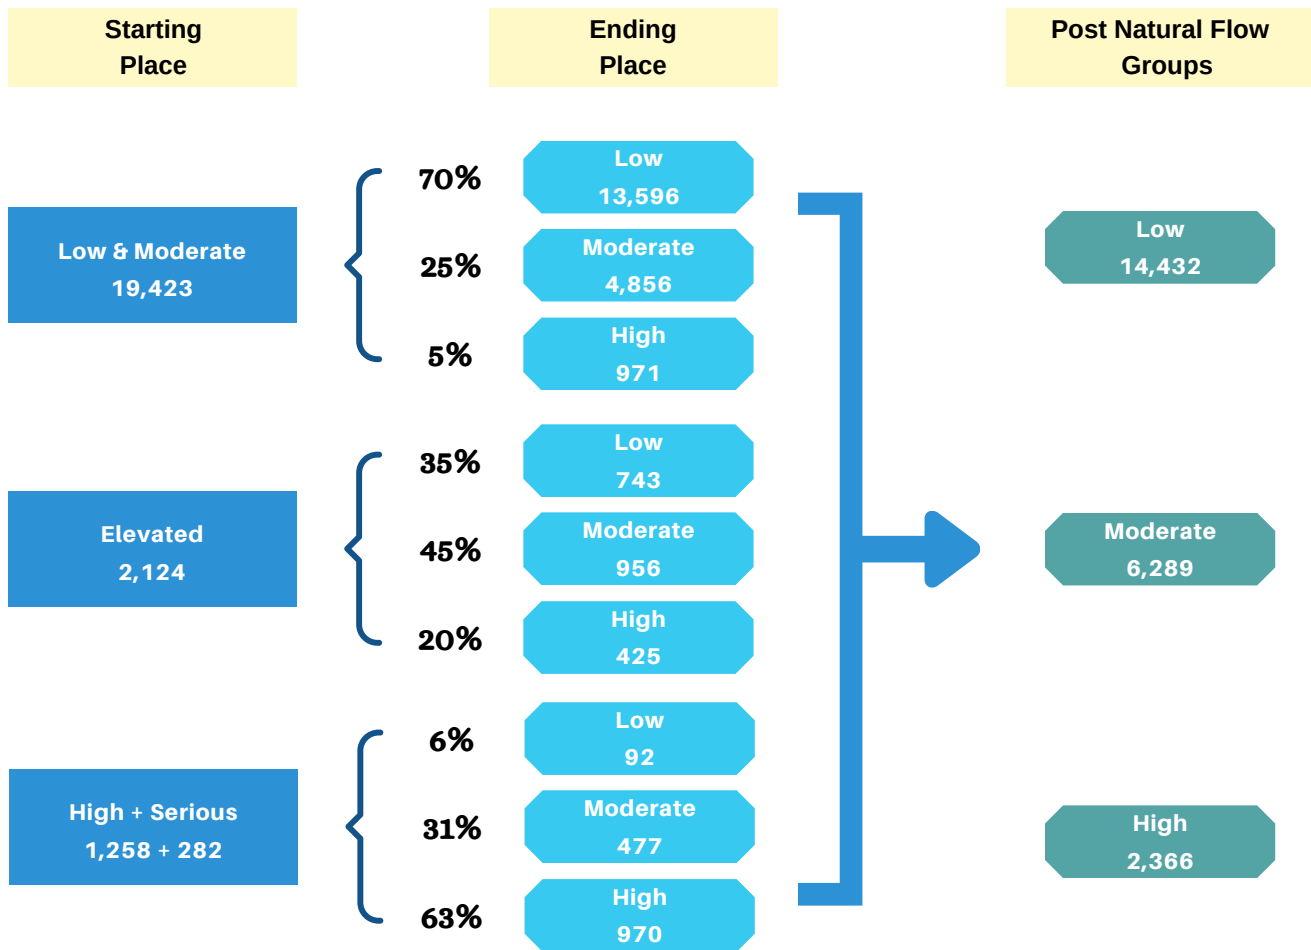 Starting
Place
Ending
Place
Post Natural Flow
Groups
Low & Moderate
19,423
70%
Low
13,596
25%
Moderate
4,856
5%
High
971
Elevated
2,124
35%
Low
743
45%
Moderate
956
20%
High
425
High + Serious
1,258 + 282
6%
Low
92
31%
Moderate
477
63%
High
970
Low
14,432
Moderate
6,289
High
2,366